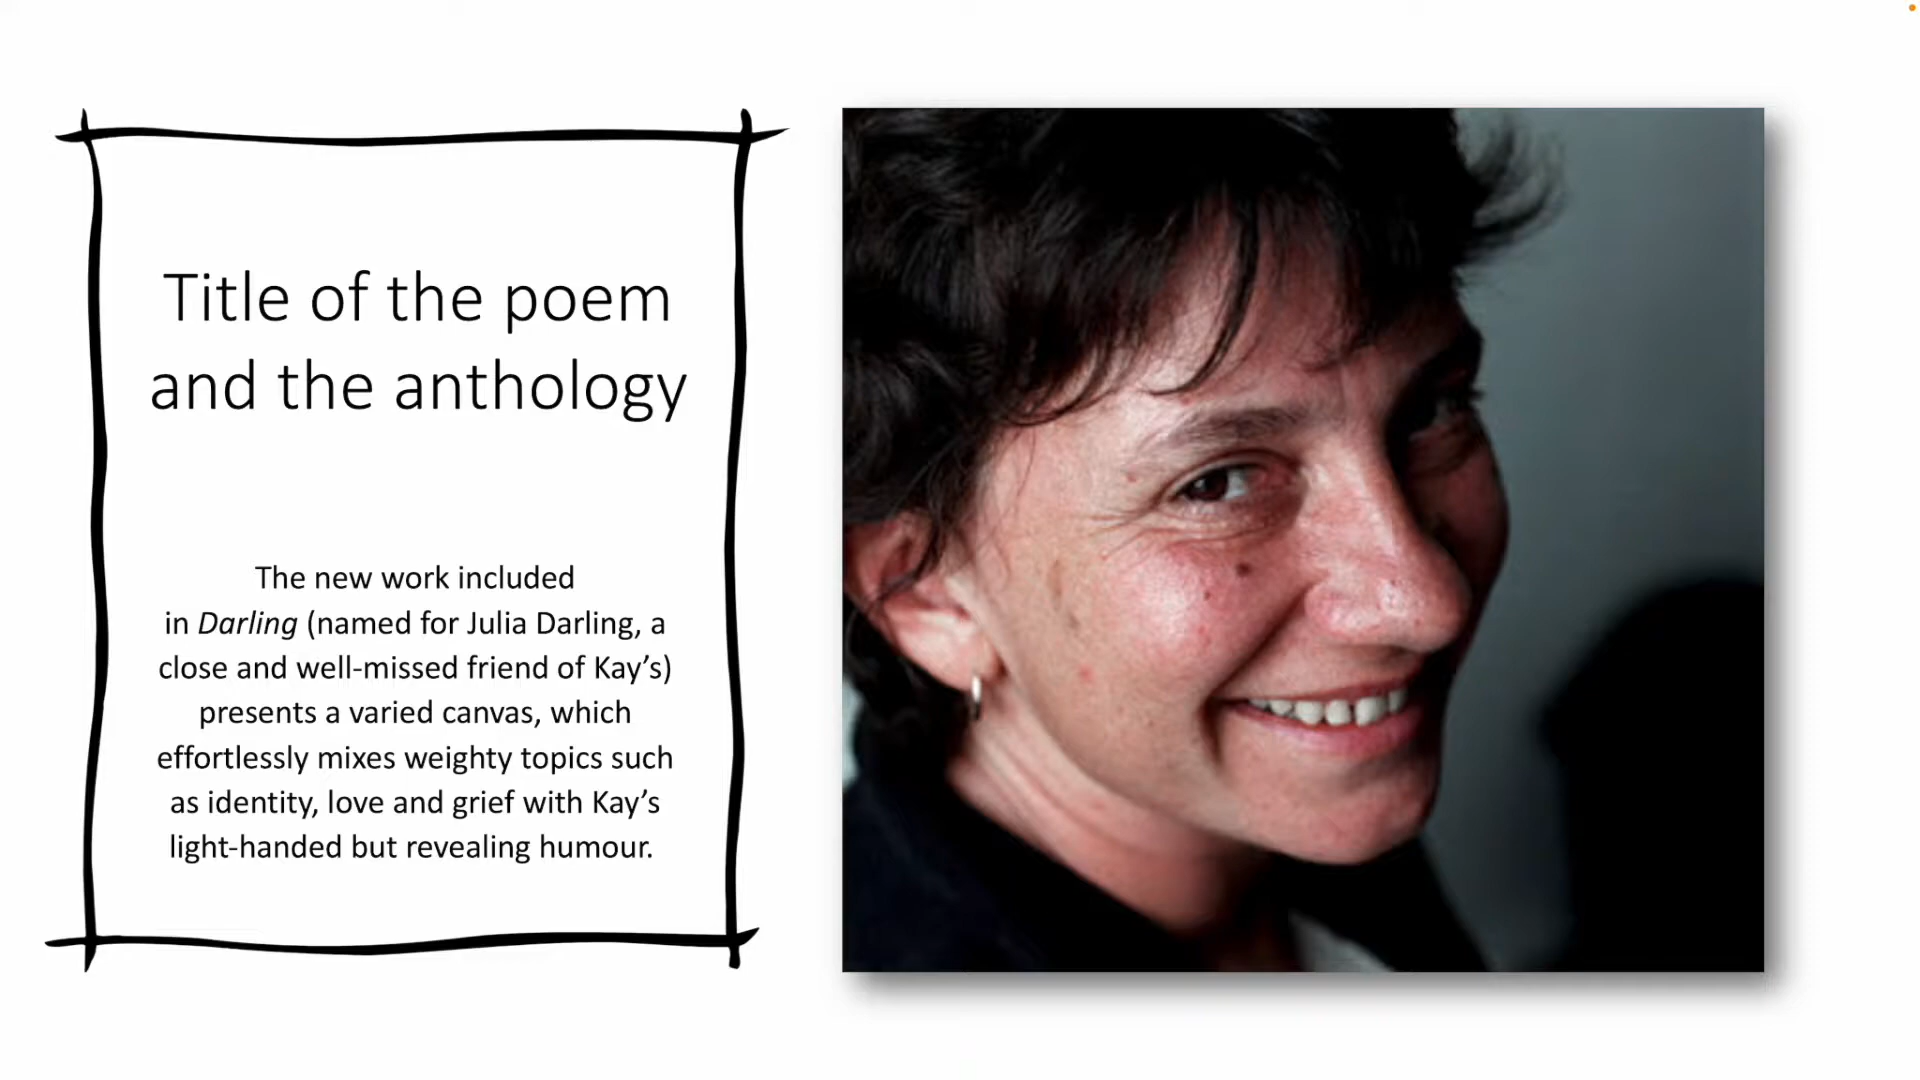 Title of the poem
and the anthology
The new work included
in Darling (named for Julia Darling, a
close and well-missed friend of Kay’s)
presents a varied canvas, which
effortlessly mixes weighty topics such
as identity, love and grief with Kay’s
light-handed but revealing humour.